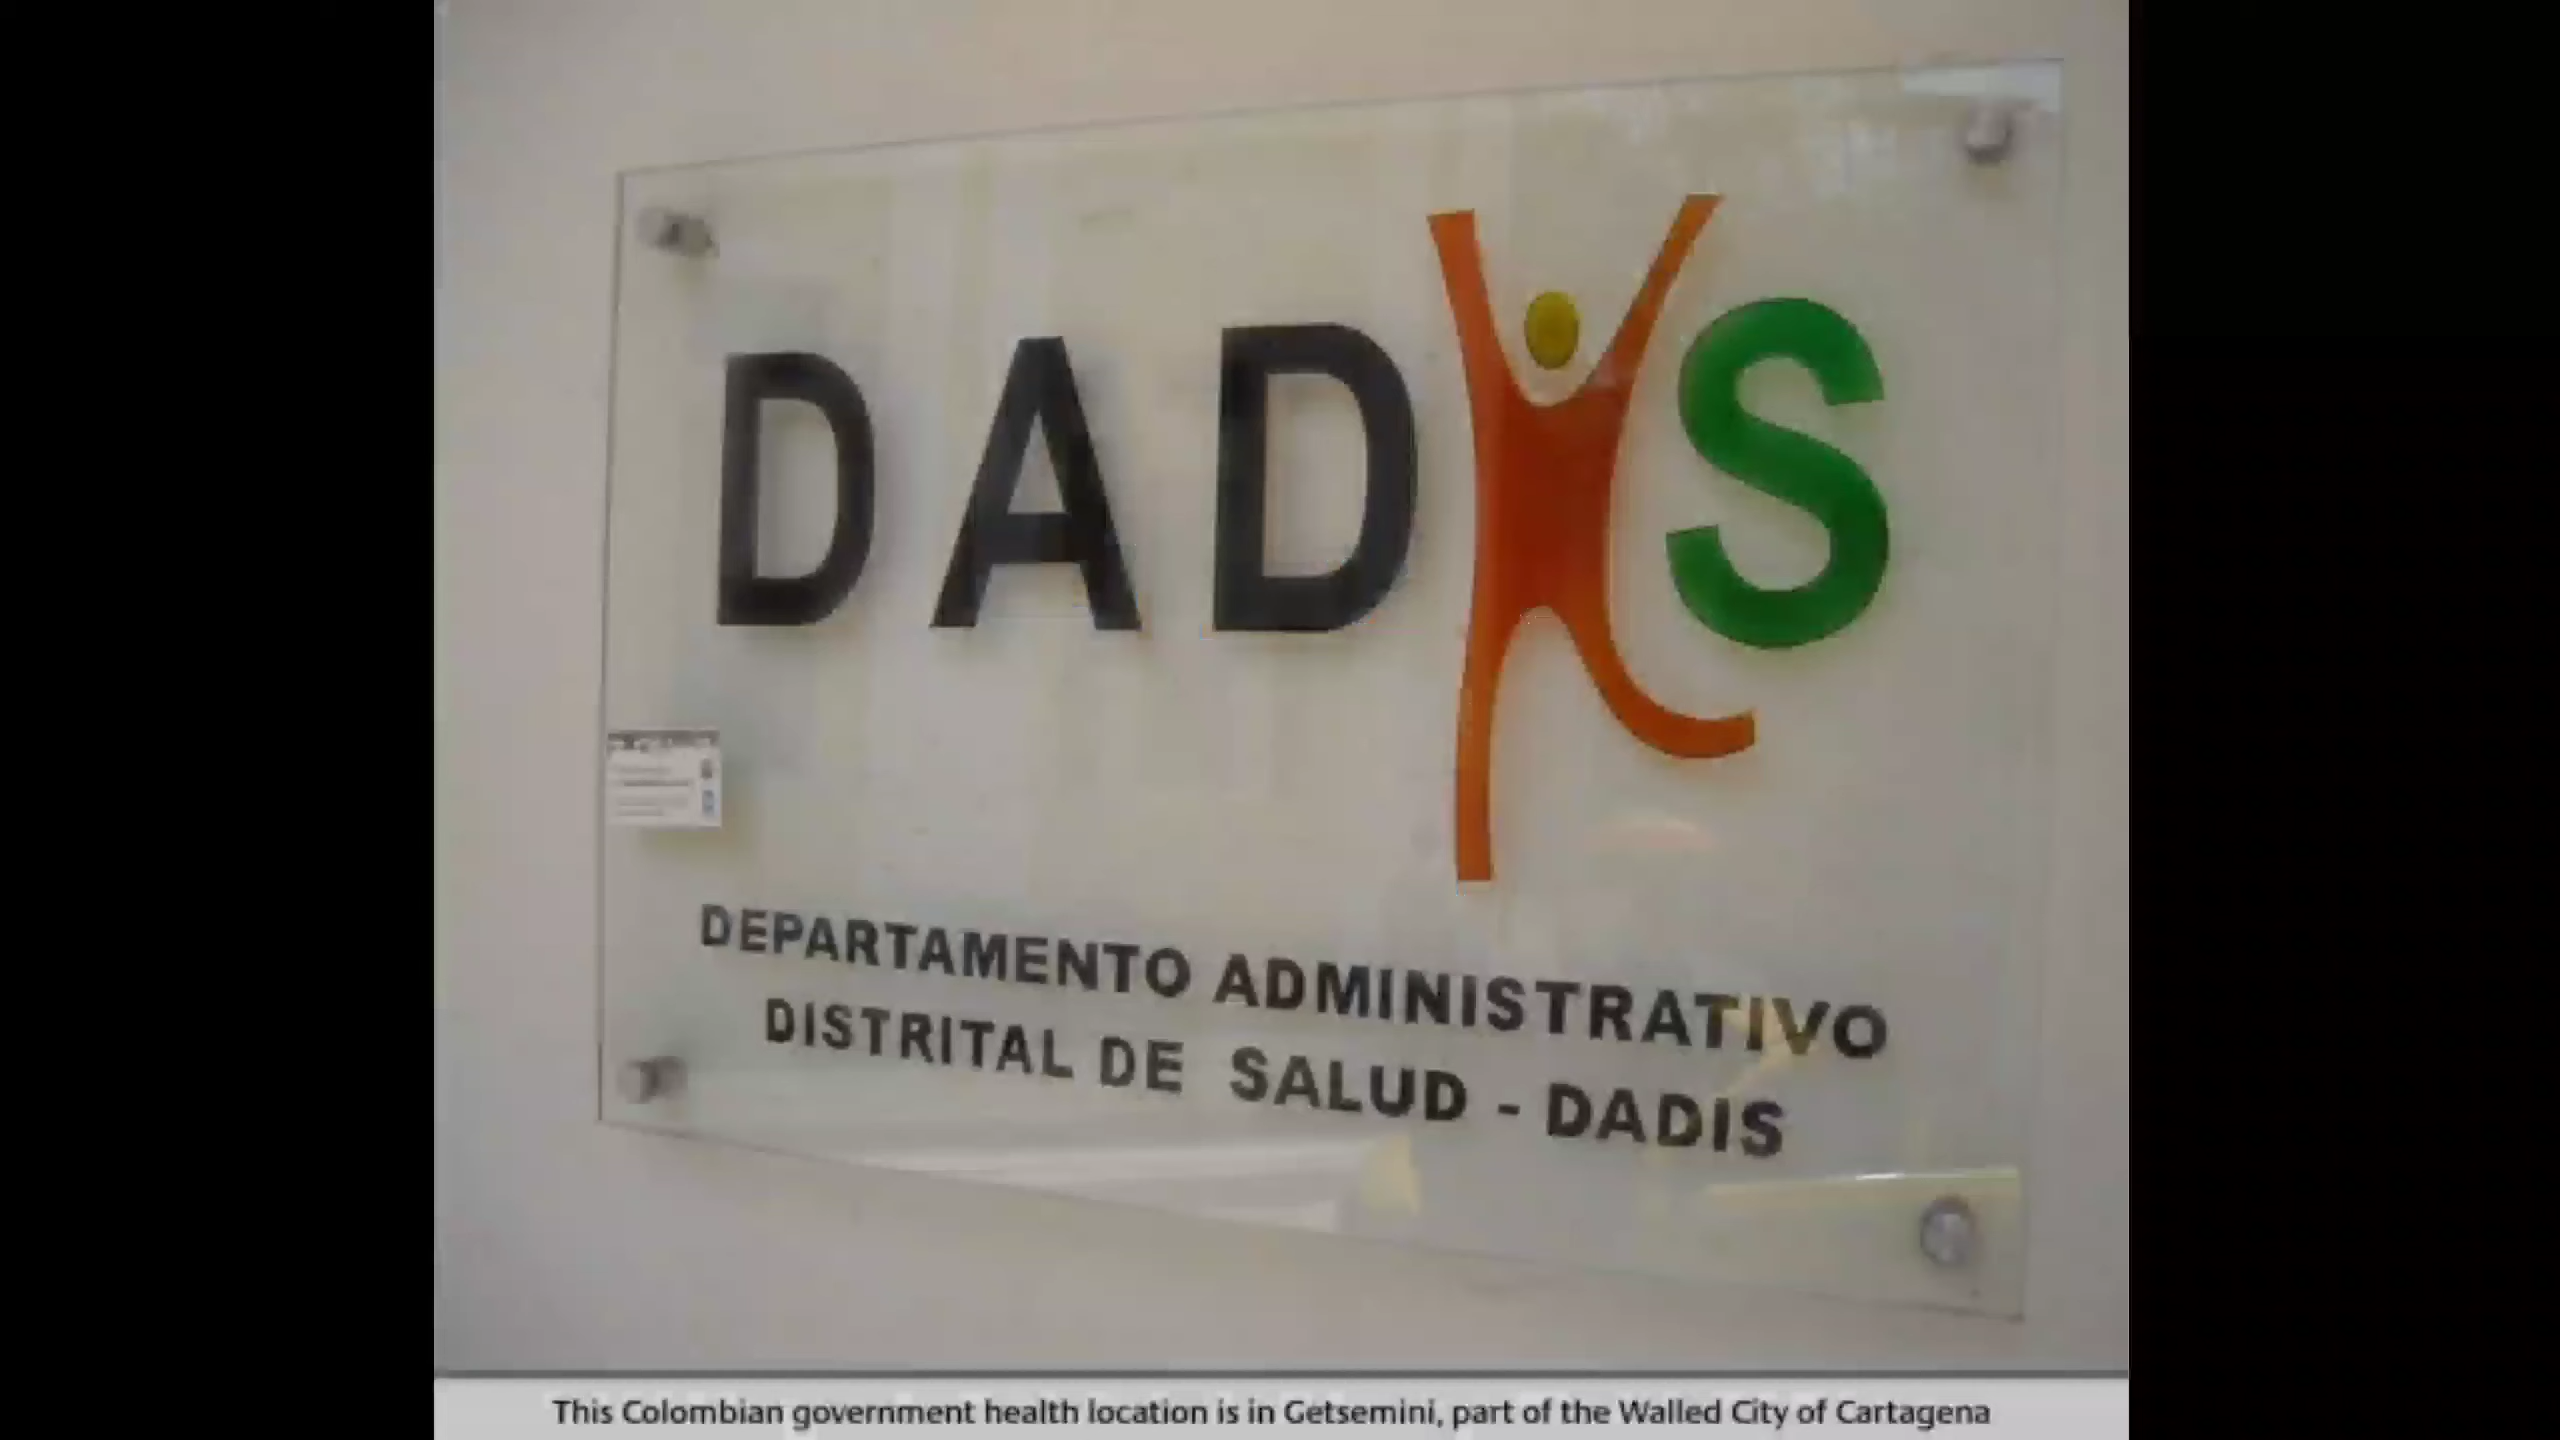 DADIS
DEPARTAMENTO ADMINISTRATIVO
DISTRITAL DE SALUD - DADIS
This Colombian government health location is in Getsemini, part of the Walled City of Cartagena